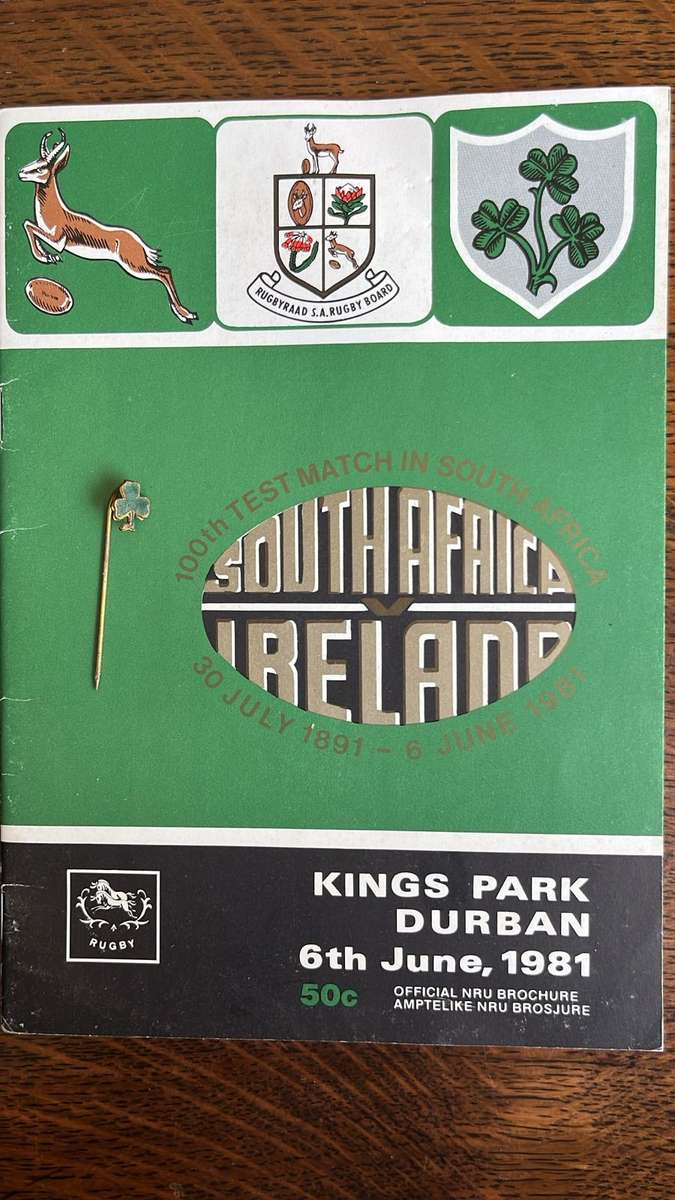 RUGBYRAAD S.A. RUGBY BOARD
100th TEST MATCH IN SOUTH AFRICA
SOUTH AFRICA
V
IRELAND
30 JULY 1891 - 6 JUNE 1981
KINGS PARK
DURBAN
6th June, 1981
50c
OFFICIAL NRU BROCHURE
AMPTELIKE NRU BROSJURE
RUGBY